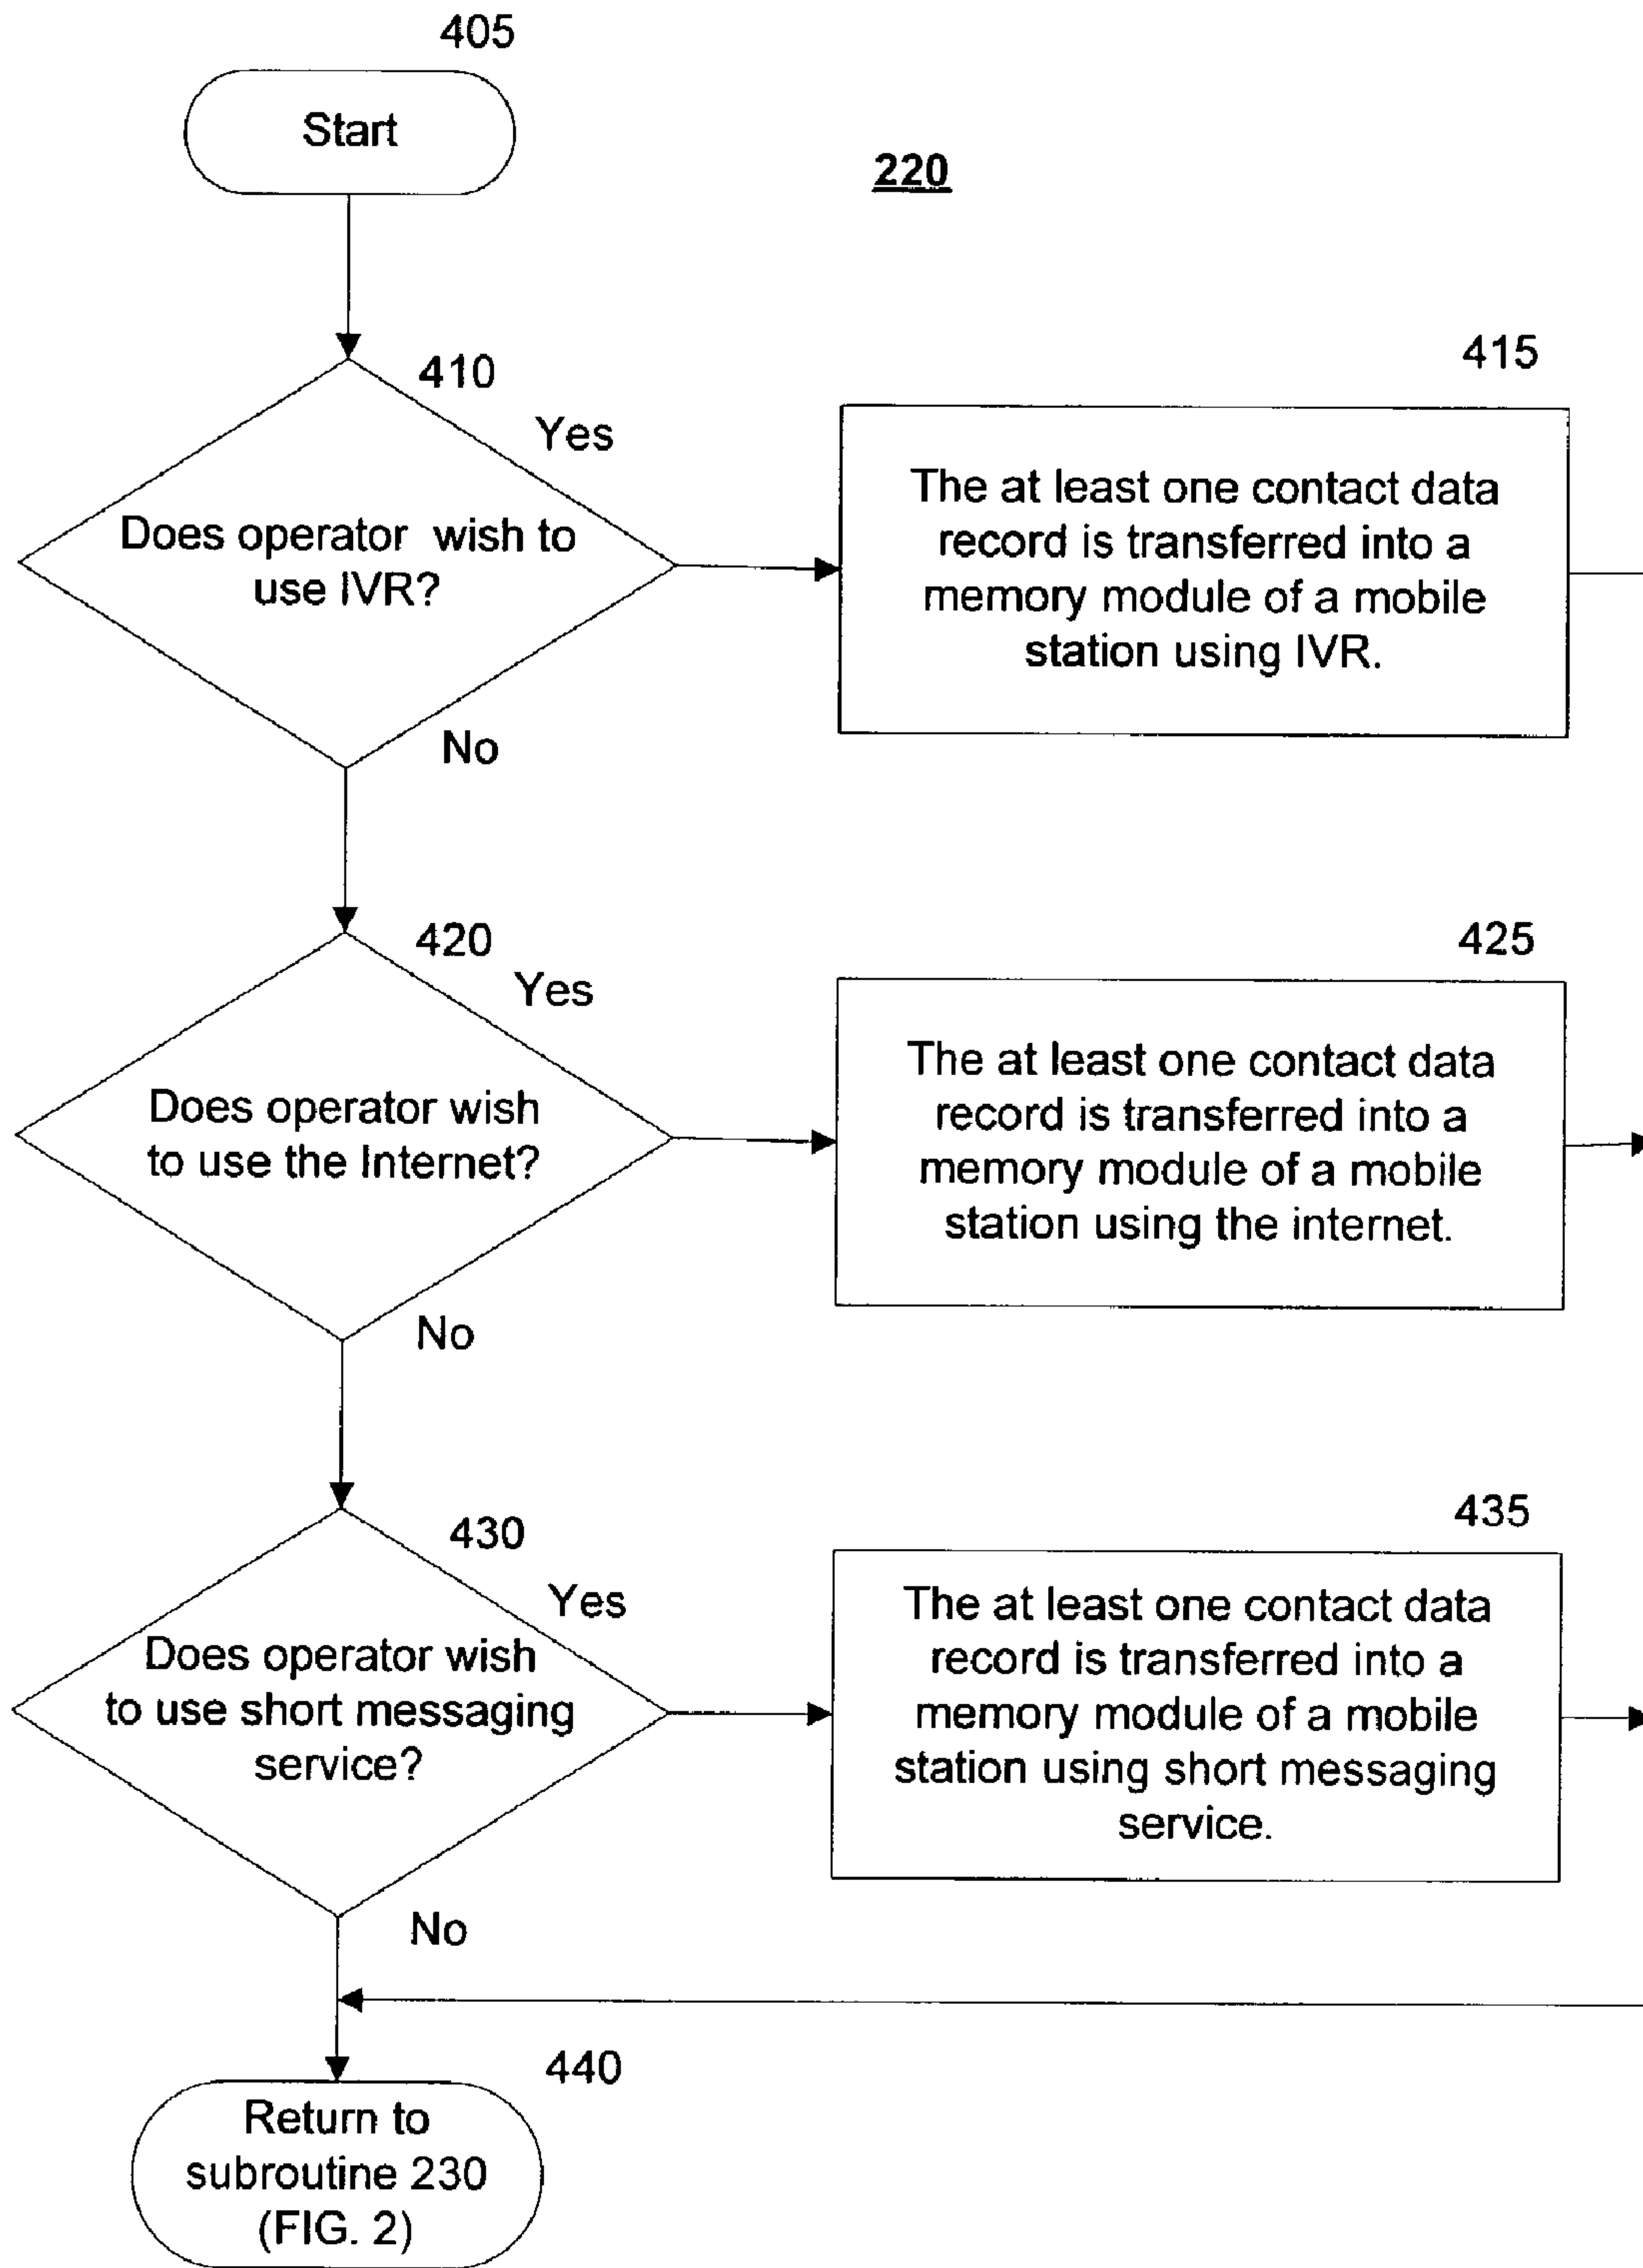 405
Start
220
410
Yes
Does operator wish to
use IVR?
No
415
The at least one contact data
record is transferred into a
memory module of a mobile
station using IVR.
420
Yes
Does operator wish
to use the Internet?
No
425
The at least one contact data
record is transferred into a
memory module of a mobile
station using the internet.
430
Yes
Does operator wish
to use short messaging
service?
No
435
The at least one contact data
record is transferred into a
memory module of a mobile
station using short messaging
service.
440
Return to
subroutine 230
(FIG. 2)